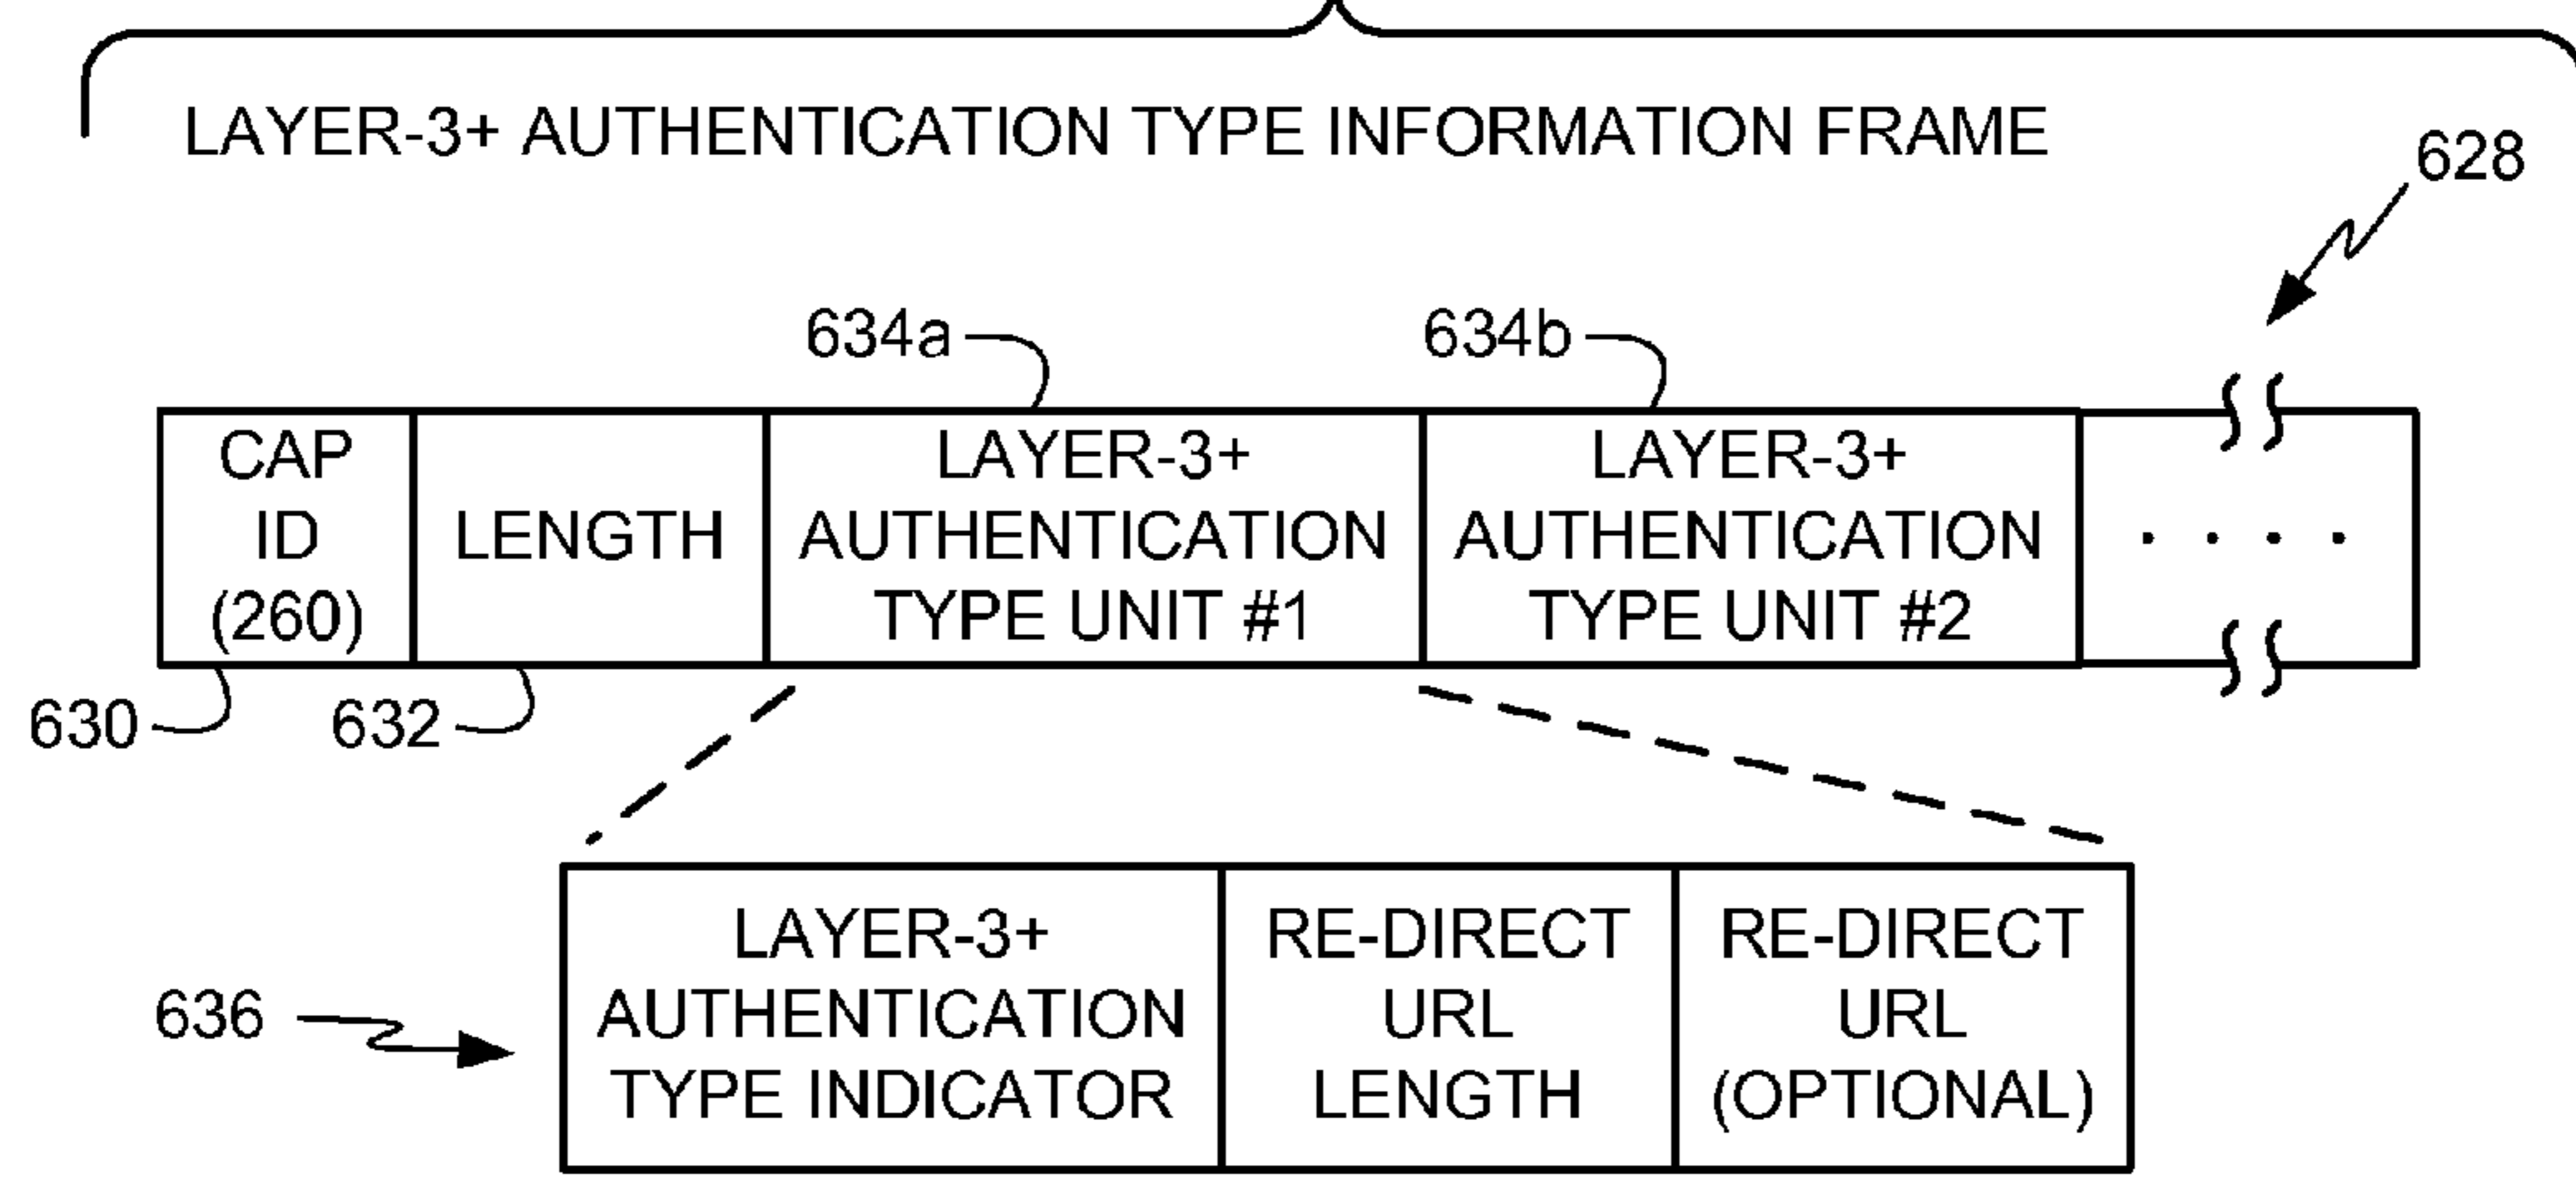 LAYER-3+ AUTHENTICATION TYPE INFORMATION FRAME
628
634a
634b
CAP
ID
(260)
LENGTH
LAYER-3+
AUTHENTICATION
TYPE UNIT #1
LAYER-3+
AUTHENTICATION
TYPE UNIT #2
. . . .
630
632
636
LAYER-3+
AUTHENTICATION
TYPE INDICATOR
RE-DIRECT
URL
LENGTH
RE-DIRECT
URL
(OPTIONAL)